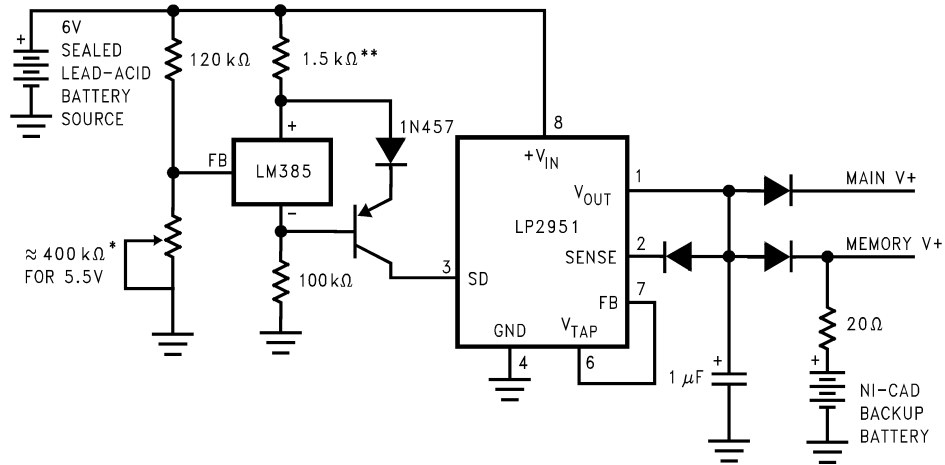 +
6V
SEALED
LEAD-ACID
BATTERY
SOURCE
120 kΩ
1.5 kΩ**
FB
+
LM385
−
1N457
≈ 400 kΩ*
FOR 5.5V
100kΩ
8
+VIN
VOUT
1
LP2951
SENSE
2
3
SD
FB
7
GND
VTAP
4
6
MAIN V+
MEMORY V+
20Ω
+
1 μF
+
NI-CAD
BACKUP
BATTERY